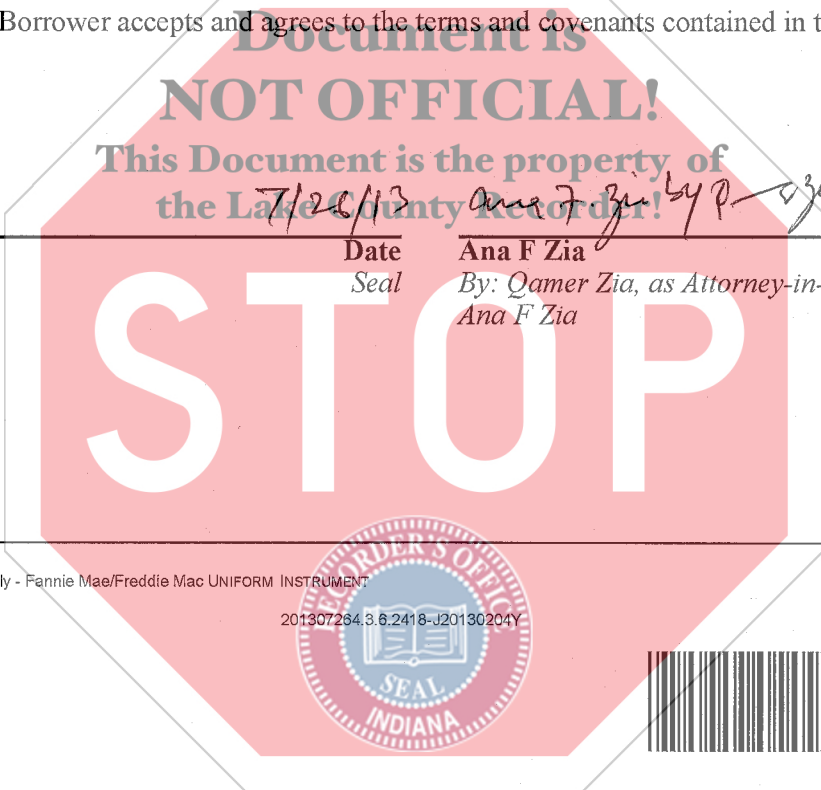 Borrower accepts and agrees to the terms and covenants contained in t
Document is
NOT OFFICIAL!
This Document is the property of
the Lake County Recorder!
7/26/13 Ana F. Zia by
Date Ana F Zia
Seal By: Qamer Zia, as Attorney-in-
Ana F Zia
STOP
ly - Fannie Mae/Freddie Mac UNIFORM INSTRUMENT
201307264.3.6.2418-J20130204Y
RECORDER'S OFFICE
SEAL
INDIANA